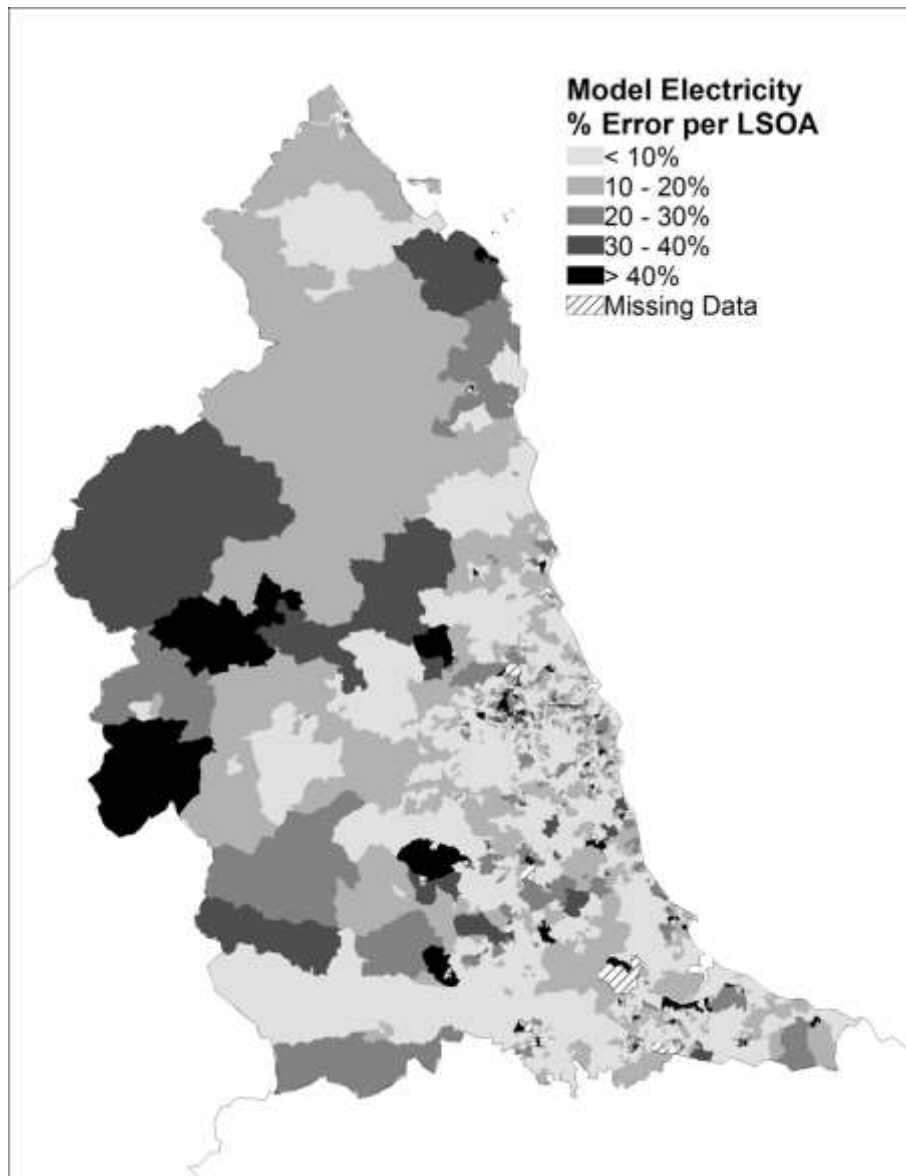 Model Electricity
% Error per LSOA
< 10%
10 - 20%
20 - 30%
30 - 40%
> 40%
Missing Data